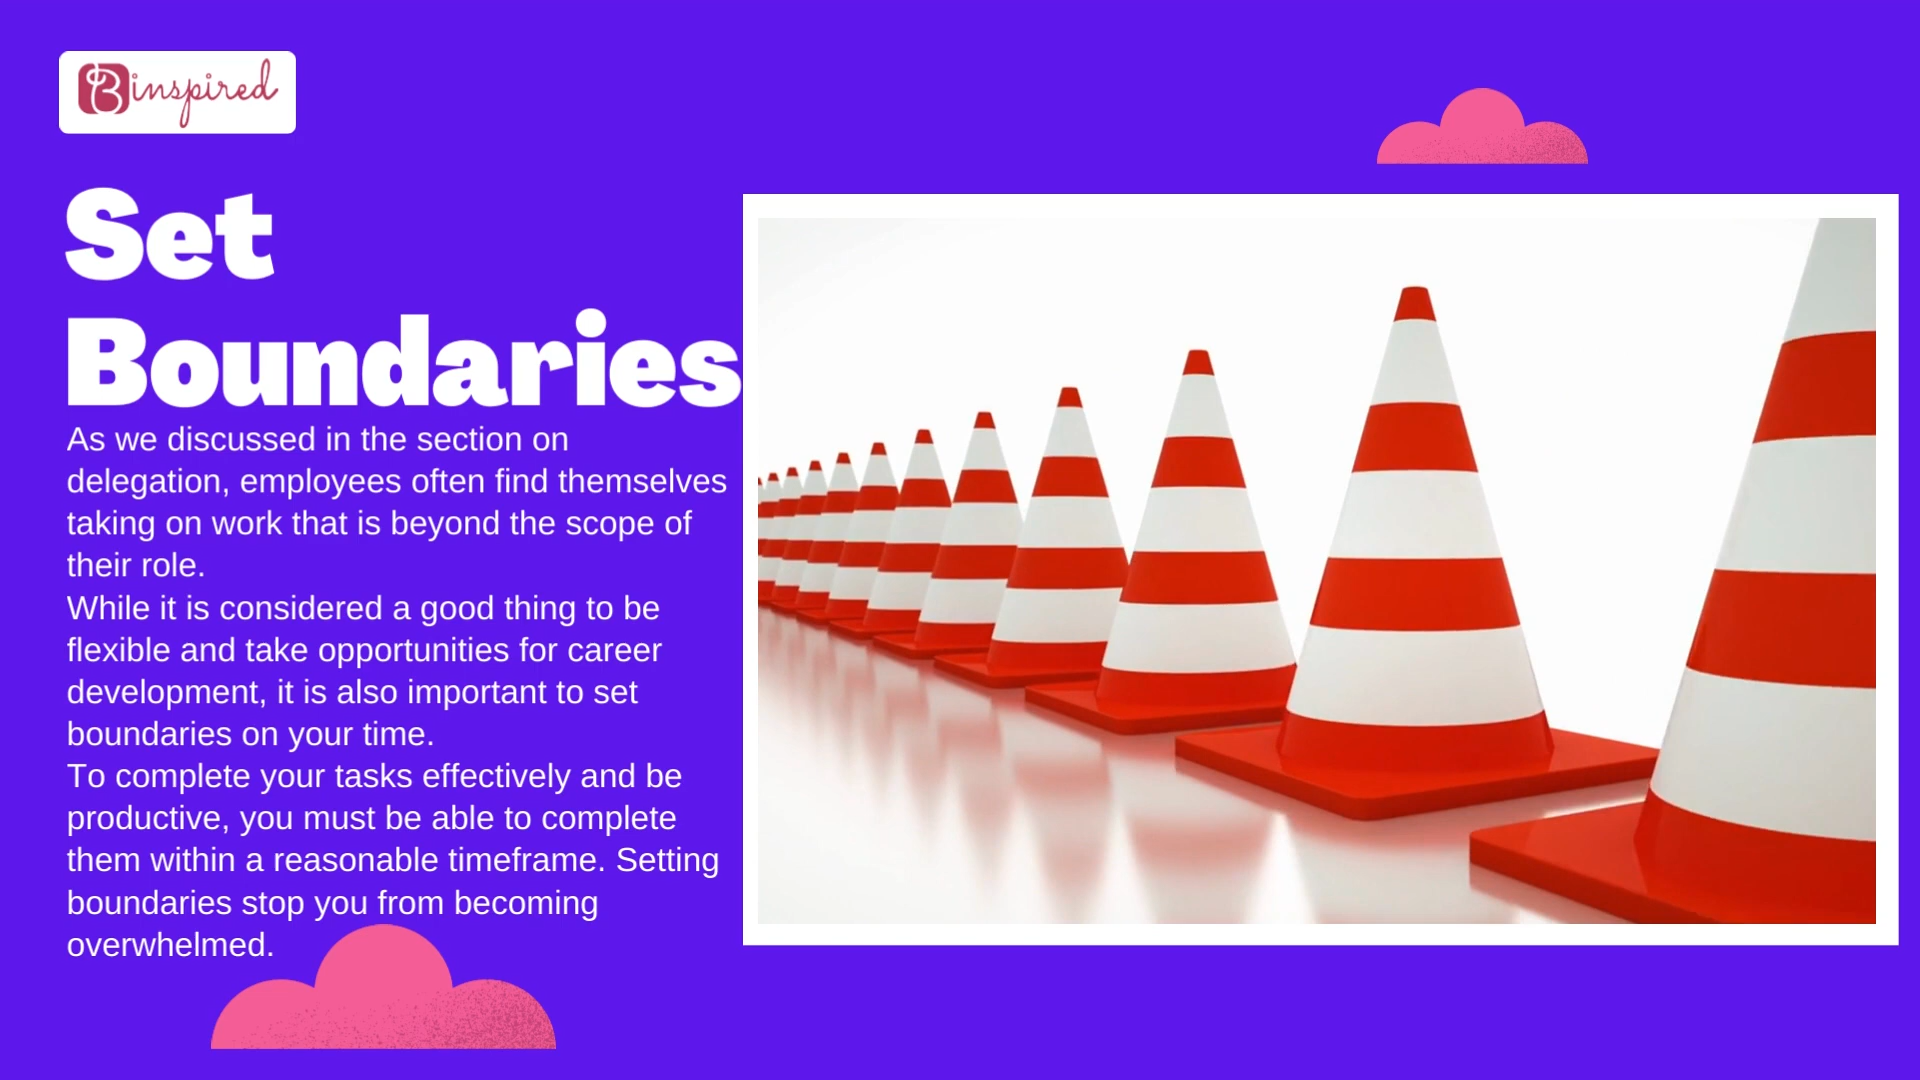 Binspired
Set
Boundaries
As we discussed in the section on
delegation, employees often find themselves
taking on work that is beyond the scope of
their role.
While it is considered a good thing to be
flexible and take opportunities for career
development, it is also important to set
boundaries on your time.
To complete your tasks effectively and be
productive, you must be able to complete
them within a reasonable timeframe. Setting
boundaries stop you from becoming
overwhelmed.